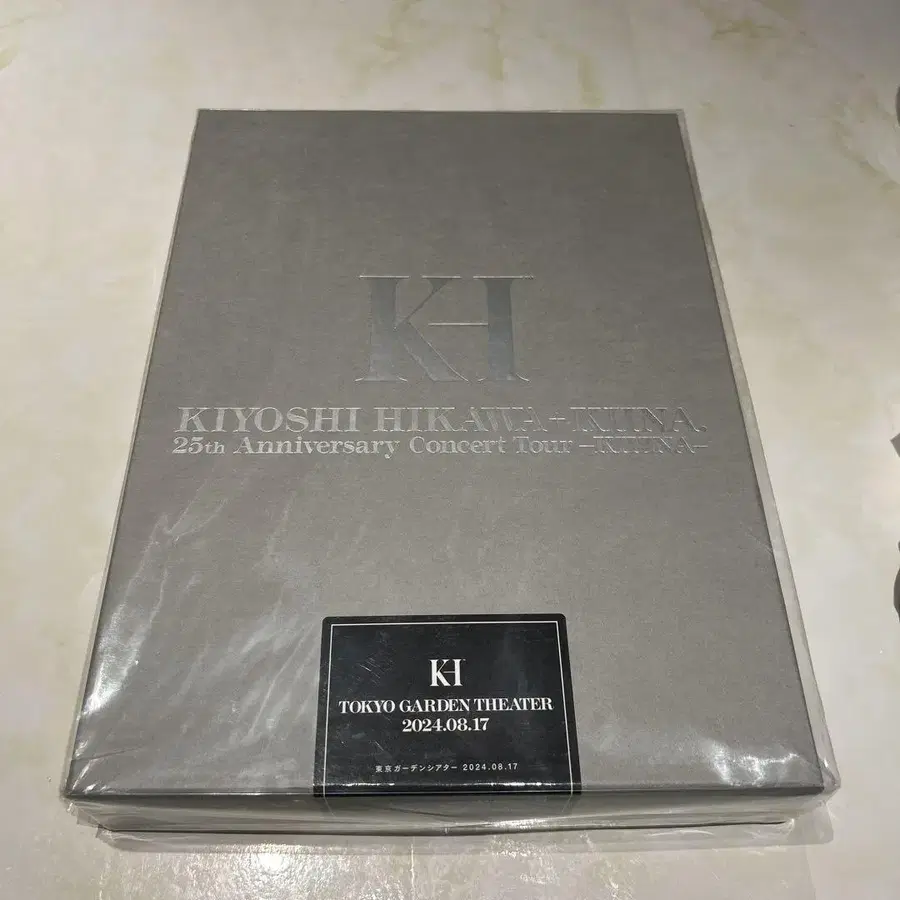 KH
KIYOSHI HIKAWA+KIINA.
25th Anniversary Concert Tour -KIINA-
KH
TOKYO GARDEN THEATER
2024.08.17
東京ガーデンシアター 2024.08.17